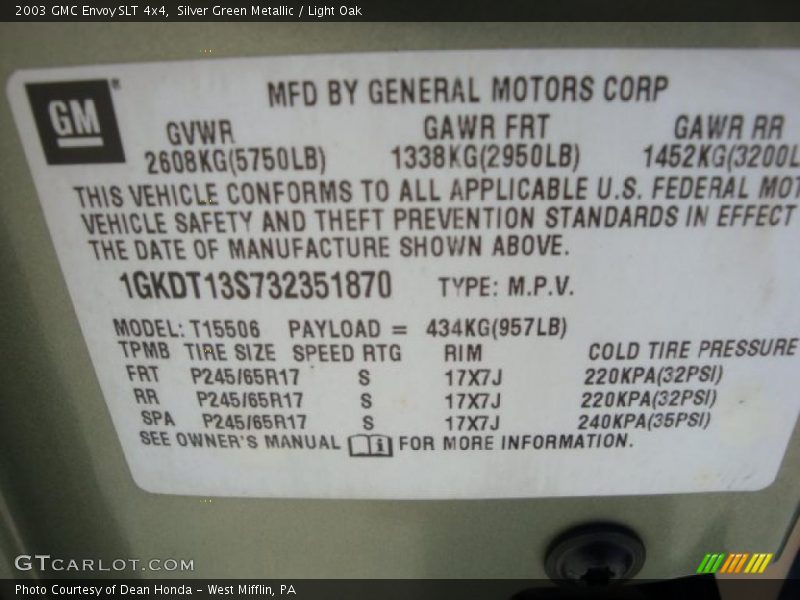 2003 GMC Envoy SLT 4x4,  Silver Green Metallic / Light Oak
GM
®
MFD BY GENERAL MOTORS CORP
GVWR GAWR FRT GAWR RR
2608KG(5750LB) 1338KG(2950LB) 1452KG(3200L
THIS VEHICLE CONFORMS TO ALL APPLICABLE U.S. FEDERAL MOT
VEHICLE SAFETY AND THEFT PREVENTION STANDARDS IN EFFECT
THE DATE OF MANUFACTURE SHOWN ABOVE.
1GKDT13S732351870 TYPE: M.P.V.
MODEL: T15506 PAYLOAD = 434KG(957LB)
TPMB TIRE SIZE SPEED RTG RIM COLD TIRE PRESSURE
FRT P245/65R17 S 17X7J 220KPA(32PSI)
RR P245/65R17 S 17X7J 220KPA(32PSI)
SPA P245/65R17 S 17X7J 240KPA(35PSI)
SEE OWNER'S MANUAL i FOR MORE INFORMATION.
GTCARLOT.COM
Photo Courtesy of Dean Honda - West Mifflin, PA